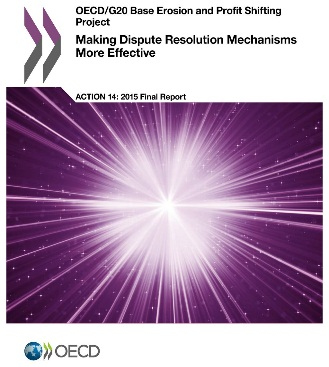 OECD/G20 Base Erosion and Profit Shifting
Project
Making Dispute Resolution Mechanisms
More Effective
ACTION 14: 2015 Final Report
OECD